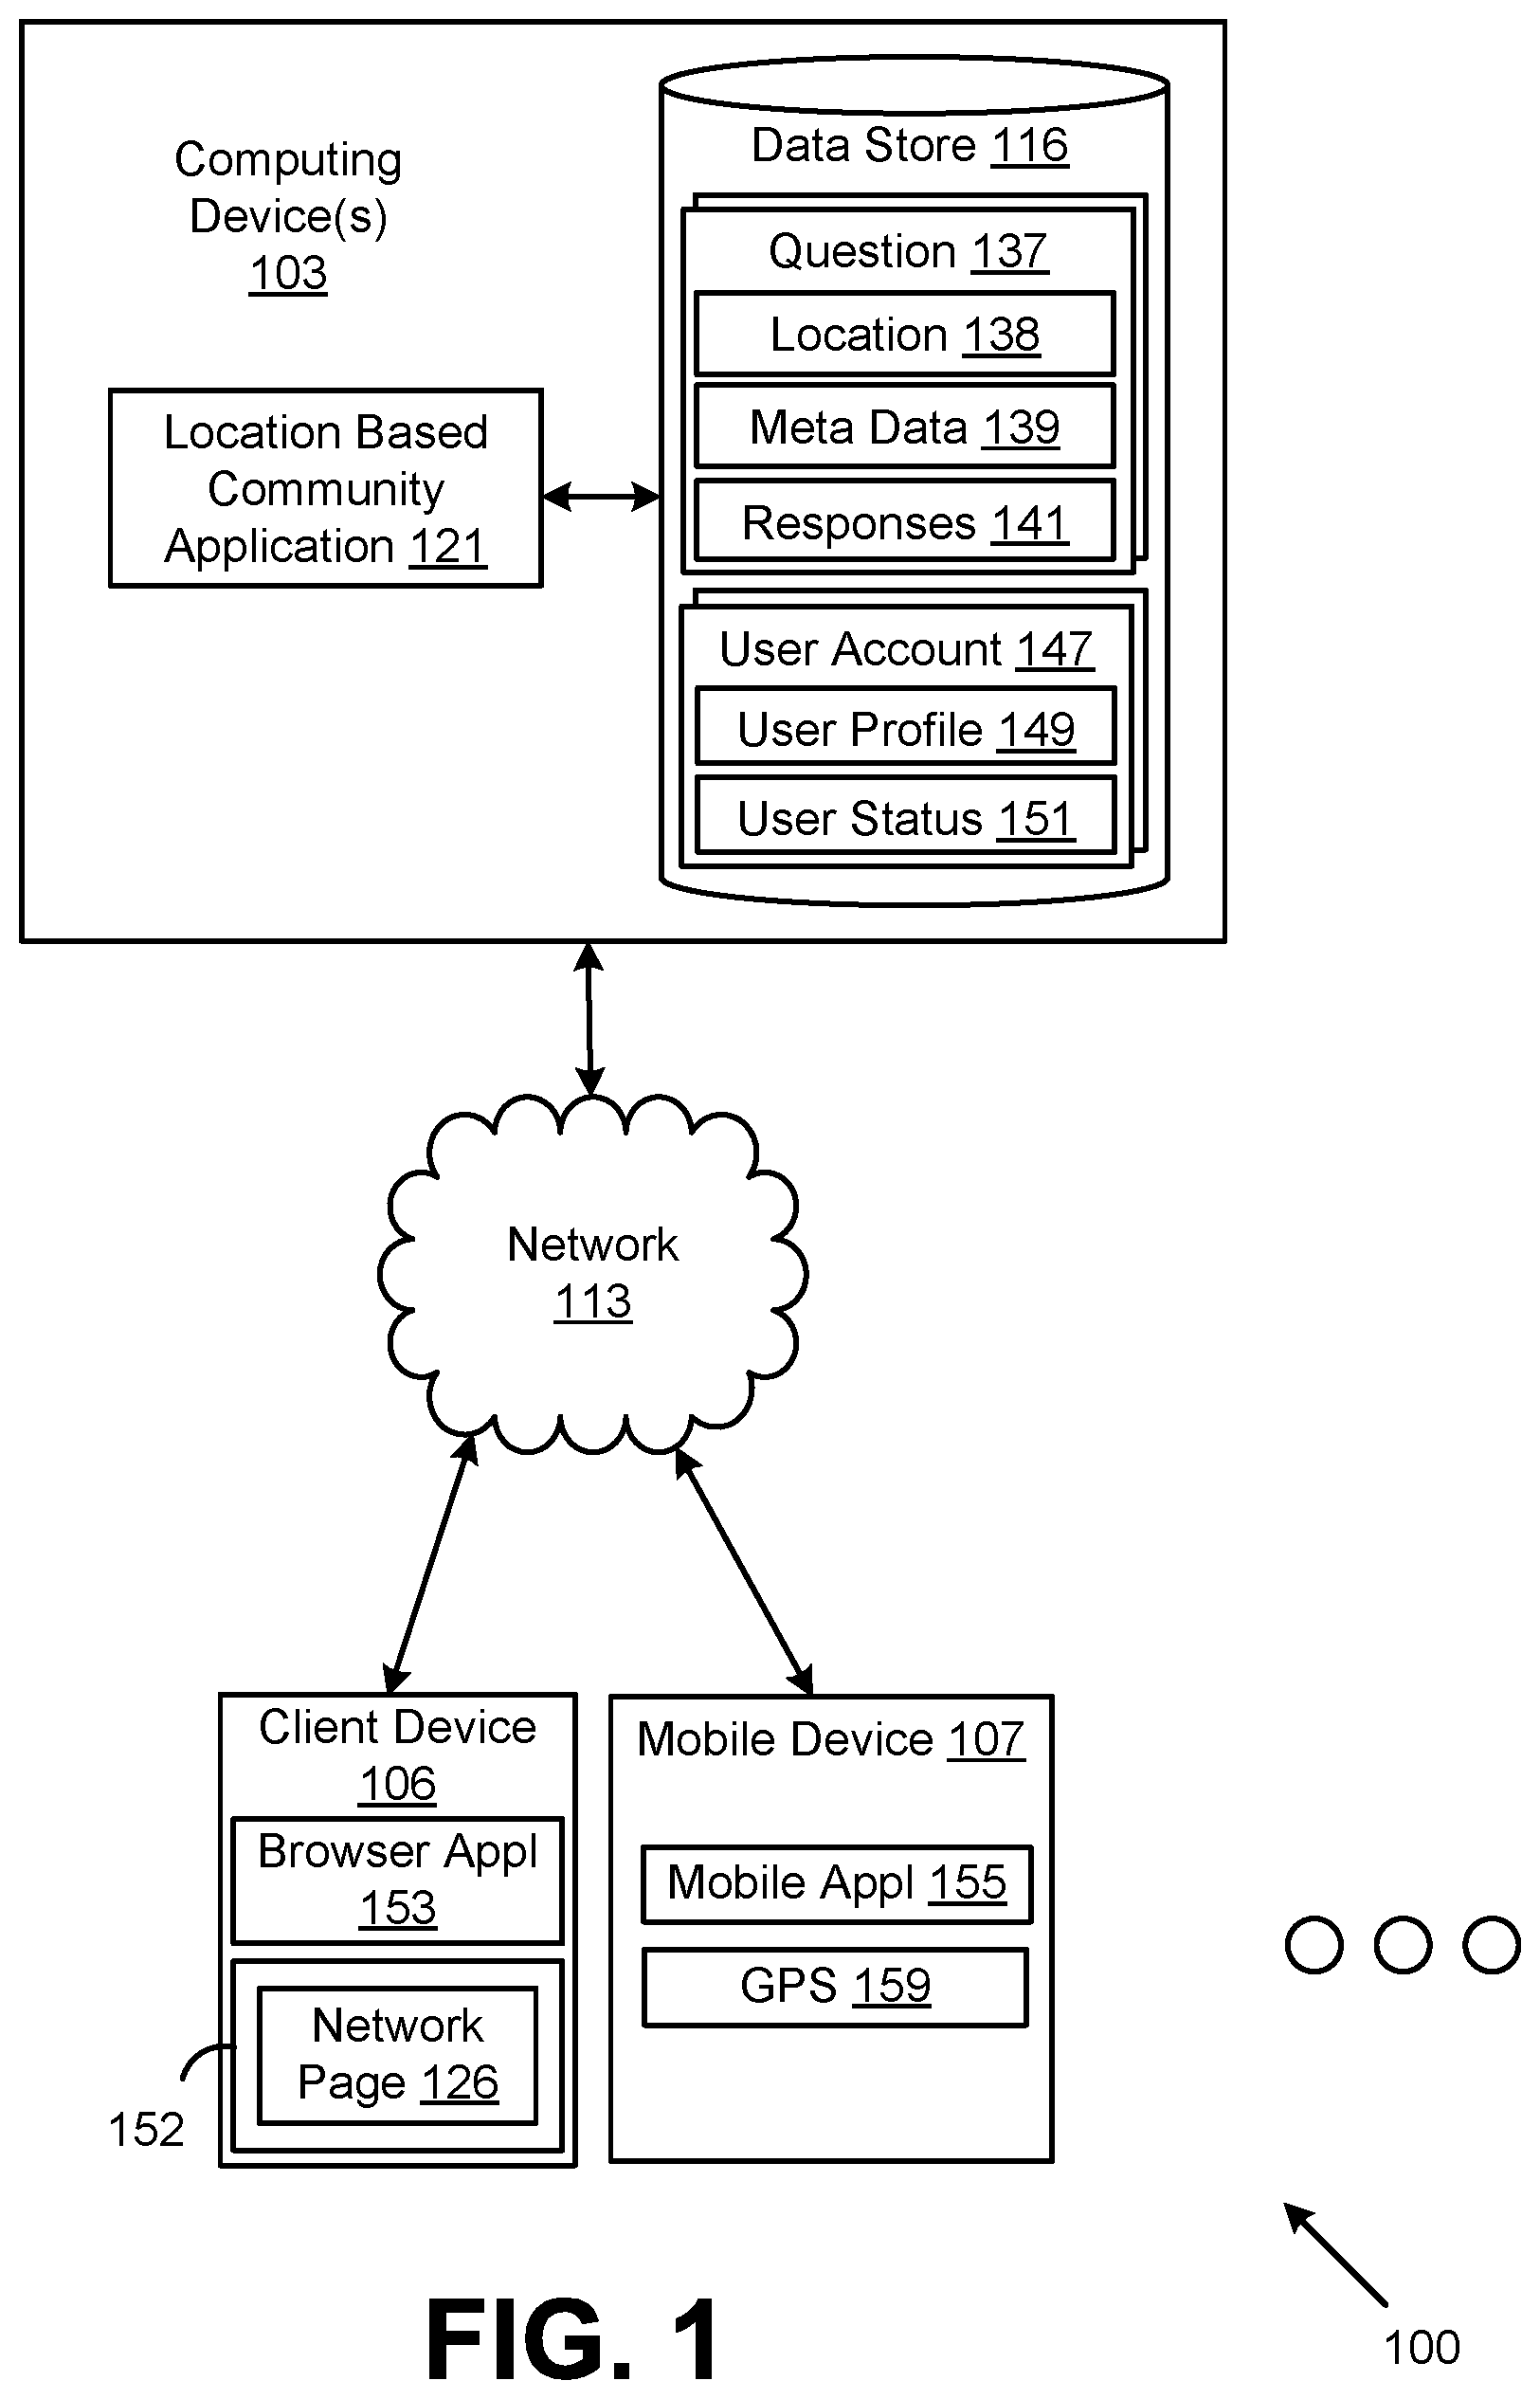 Computing
Device(s)
103
Data Store 116
Question 137
Location 138
Meta Data 139
Responses 141
Location Based
Community
Application 121
User Account 147
User Profile 149
User Status 151
Network
113
Client Device
106
Browser Appl
153
Network
Page 126
152
Mobile Device 107
Mobile Appl 155
GPS 159
100
FIG. 1